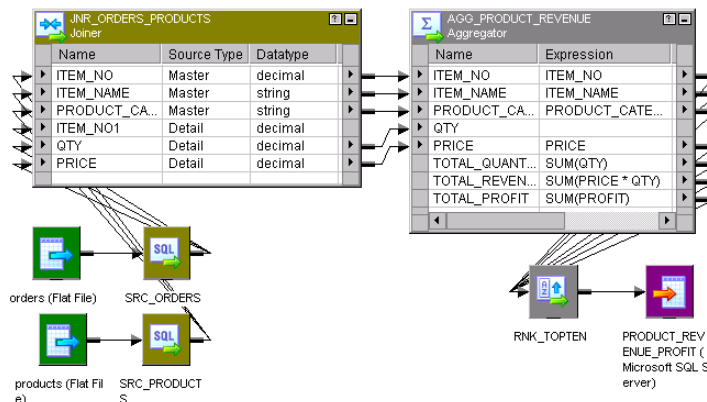 JNR_ORDERS_PRODUCTS
Joiner
Name Source Type Datatype
ITEM_NO Master decimal
ITEM_NAME Master string
PRODUCT_CA... Master string
ITEM_NO1 Detail decimal
QTY Detail decimal
PRICE Detail decimal
AGG_PRODUCT_REVENUE
Aggregator
Name Expression
ITEM_NO ITEM_NO
ITEM_NAME ITEM_NAME
PRODUCT_CA... PRODUCT_CATE...
QTY
PRICE PRICE
TOTAL_QUANT... SUM(QTY)
TOTAL_REVEN... SUM(PRICE * QTY)
TOTAL_PROFIT SUM(PROFIT)
SQL
orders (Flat File) SRC_ORDERS
SQL
products (Flat Fil
e)
SRC_PRODUCT
S
A
Z
RNK_TOPTEN
PRODUCT_REV
ENUE_PROFIT (
Microsoft SQL S
erver)